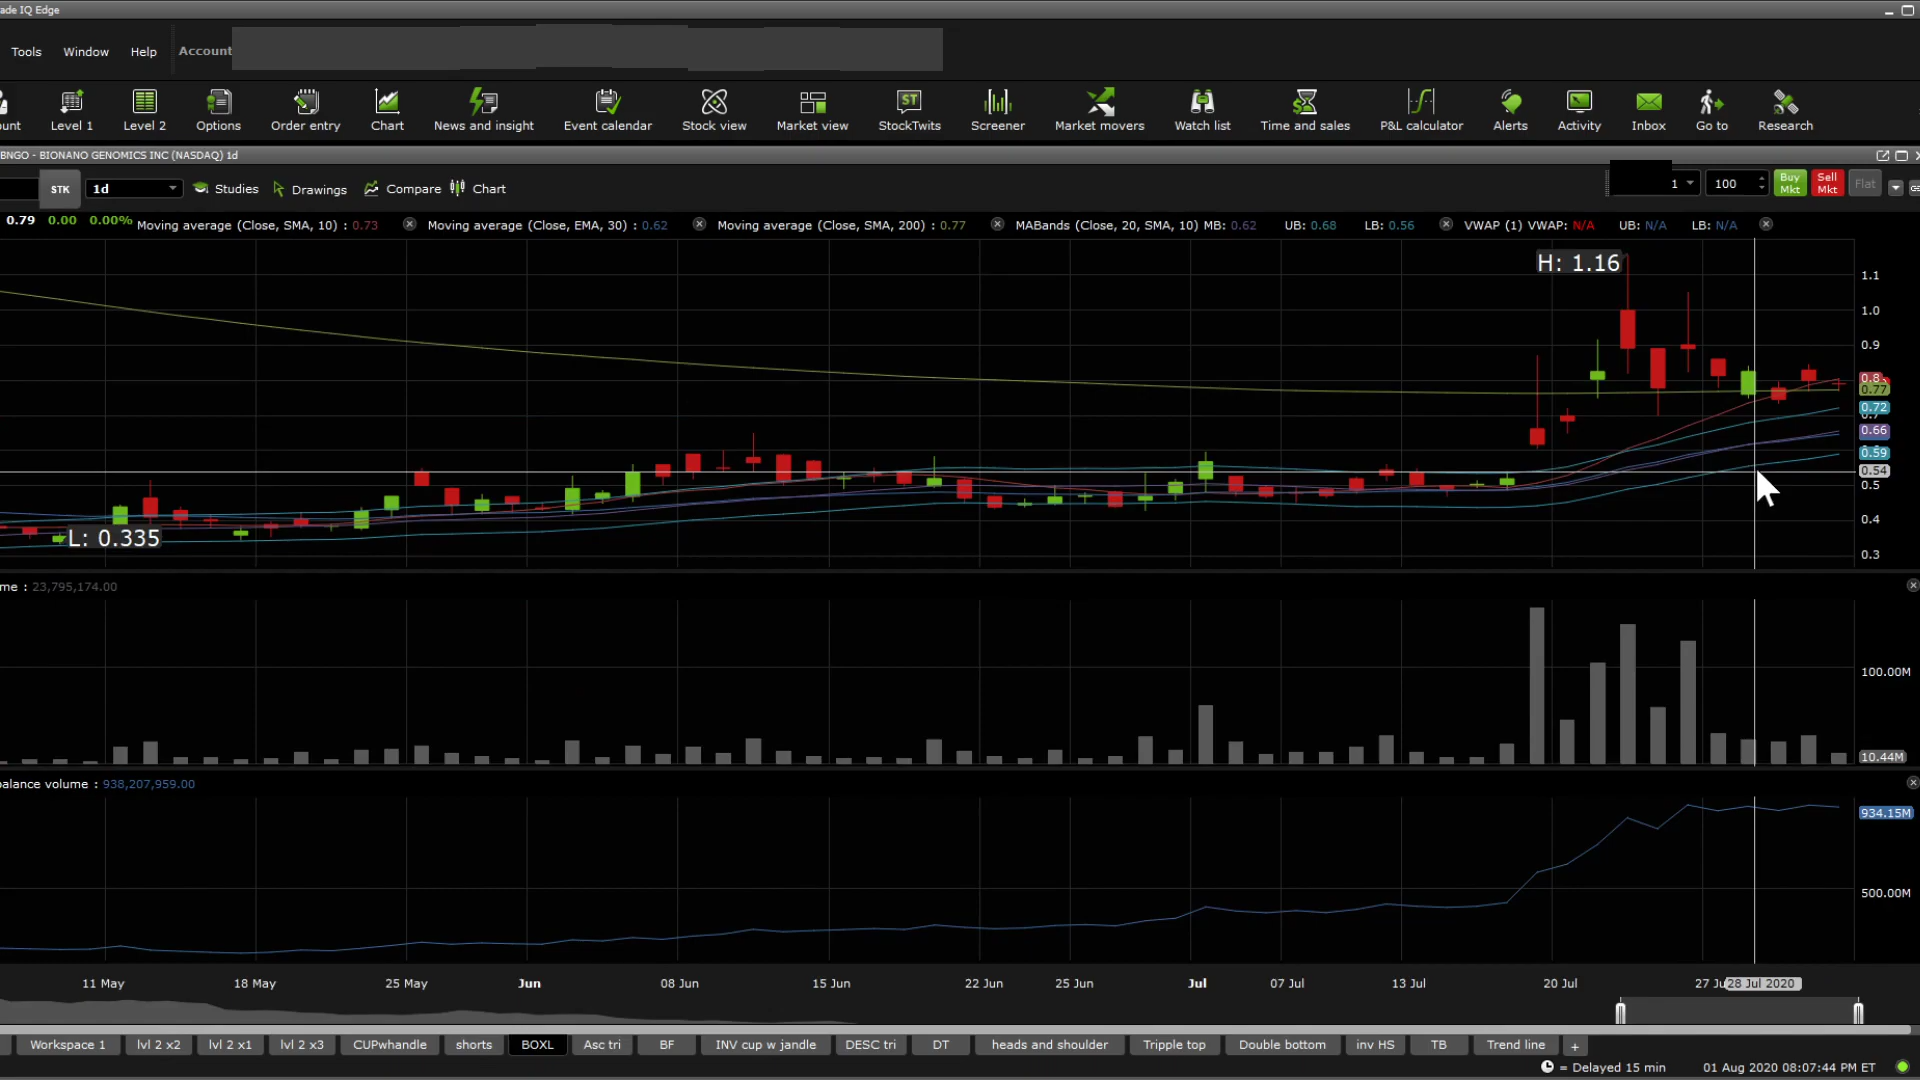 ade IQ Edge
Tools Window Help Account
ount Level 1 Level 2 Options Order entry Chart News and insight Event calendar Stock view Market view StockTwits Screener Market movers Watch list Time and sales P&L calculator Alerts Activity Inbox Go to Research
BNGO - BIONANO GENOMICS INC (NASDAQ) 1d
STK 1d Studies Drawings Compare Chart 1 100 Buy Mkt Sell Mkt Flat
0.79 0.00 0.00% Moving average (Close, SMA, 10) : 0.73 Moving average (Close, EMA, 30) : 0.62 Moving average (Close, SMA, 200) : 0.77 MABands (Close, 20, SMA, 10) MB: 0.62 UB: 0.68 LB: 0.56 VWAP (1) VWAP: N/A UB: N/A LB: N/A
H: 1.16
1.1
1.0
0.9
0.8
0.77
0.72
0.66
0.59
0.54
0.5
0.4
L: 0.335
0.3
me : 23,795,174.00
100.00M
10.44M
balance volume : 938,207,959.00
934.15M
500.00M
11 May 18 May 25 May Jun 08 Jun 15 Jun 22 Jun 25 Jun Jul 07 Jul 13 Jul 20 Jul 27 Ju 28 Jul 2020
Workspace 1 lvl 2 x2 lvl 2 x1 lvl 2 x3 CUPwhandle shorts BOXL Asc tri BF INV cup w jandle DESC tri DT heads and shoulder Tripple top Double bottom inv HS TB Trend line +
= Delayed 15 min 01 Aug 2020 08:07:44 PM ET